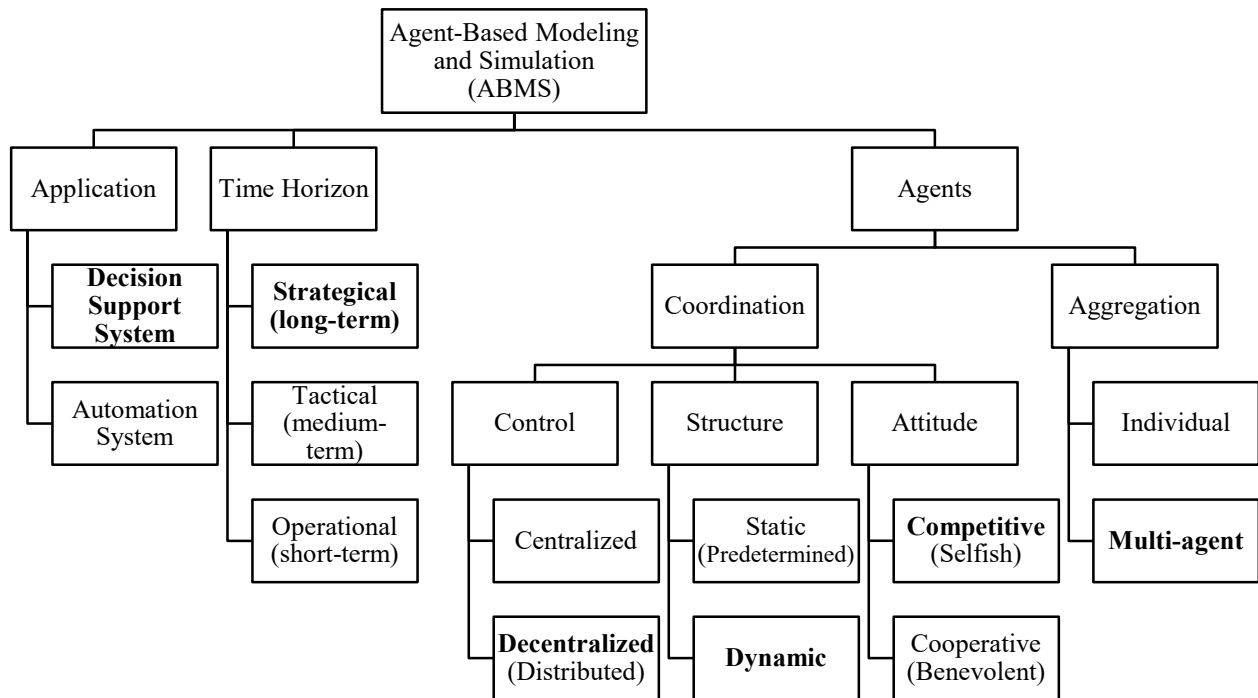 Agent-Based Modeling
and Simulation
(ABMS)
Application
Time Horizon
Agents
Decision
Support
System
Strategical
(long-term)
Coordination
Aggregation
Automation
System
Tactical
(medium-
term)
Control
Structure
Attitude
Individual
Operational
(short-term)
Centralized
Static
(Predetermined)
Competitive
(Selfish)
Multi-agent
Decentralized
(Distributed)
Dynamic
Cooperative
(Benevolent)